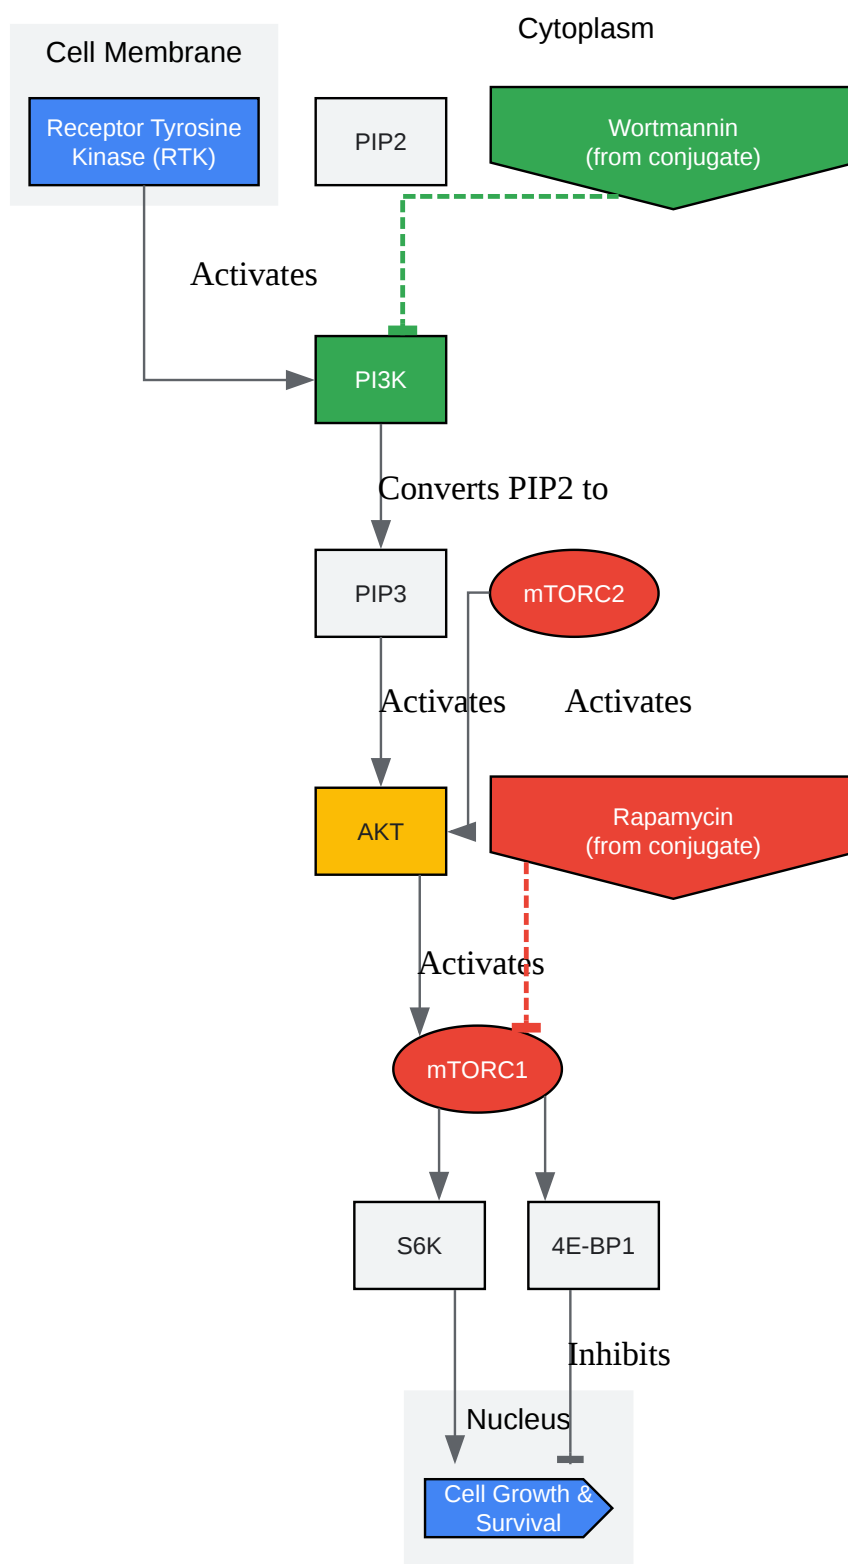 Cytoplasm
Cell Membrane
Receptor Tyrosine
Kinase (RTK)
PIP2
Wortmannin
(from conjugate)
Activates
PI3K
Converts PIP2 to
PIP3
mTORC2
Activates
Activates
AKT
Rapamycin
(from conjugate)
Activates
mTORC1
S6K
4E-BP1
Inhibits
Nucleus
Cell Growth &
Survival